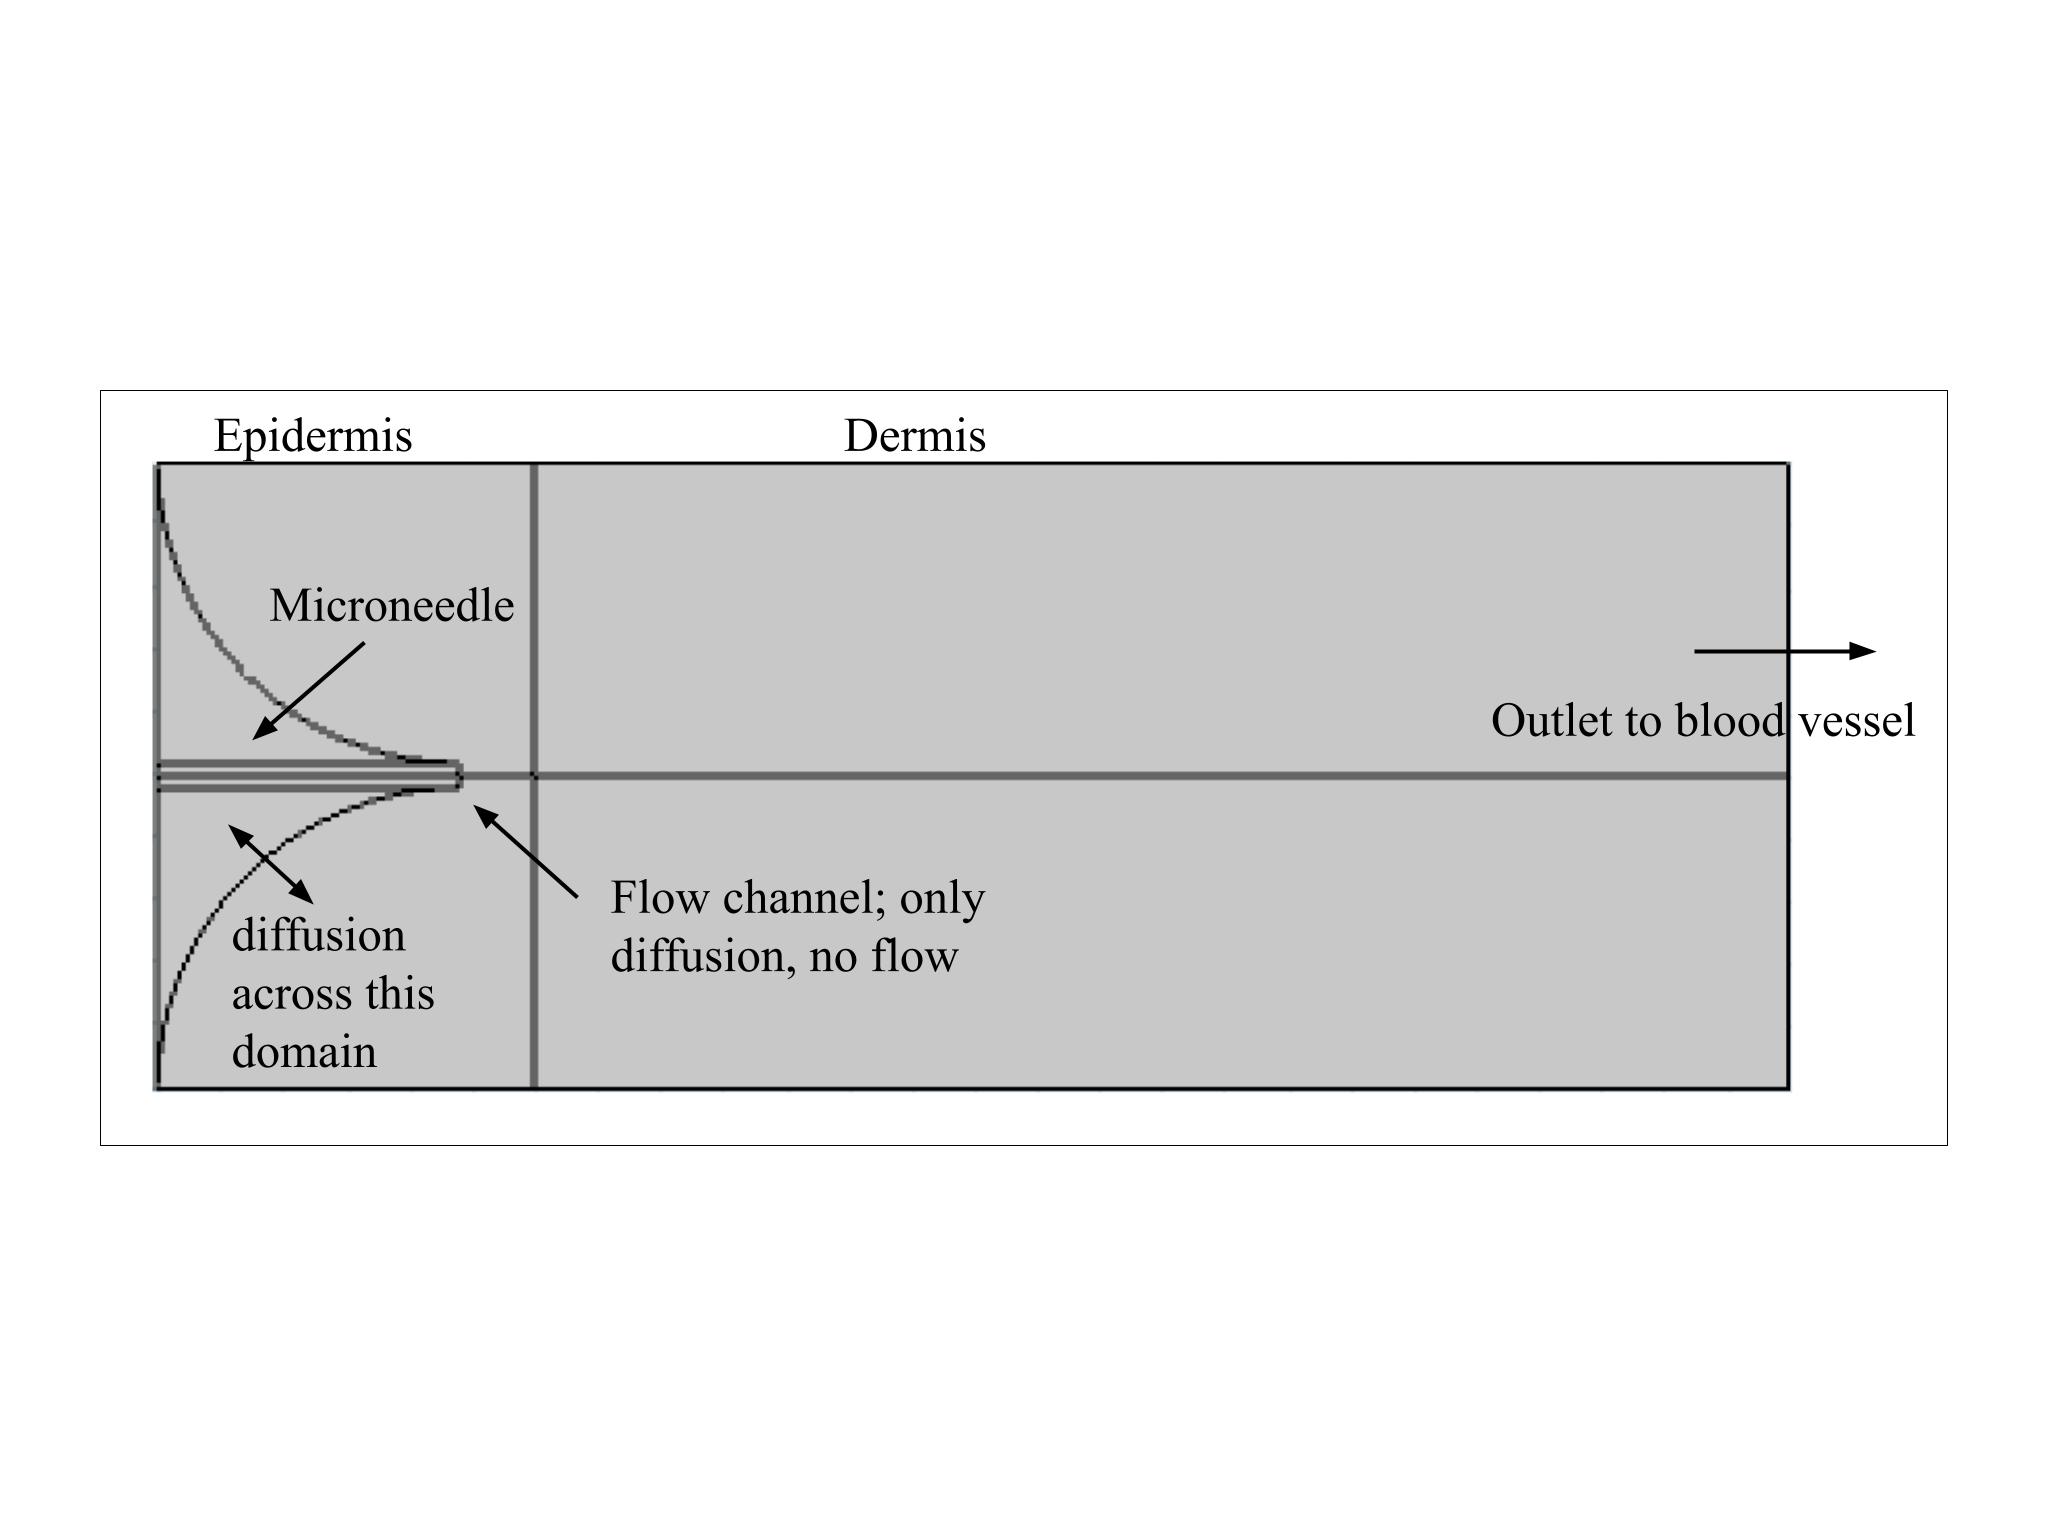 Epidermis
Dermis
Microneedle
Outlet to blood vessel
Flow channel; only
diffusion, no flow
diffusion
across this
domain